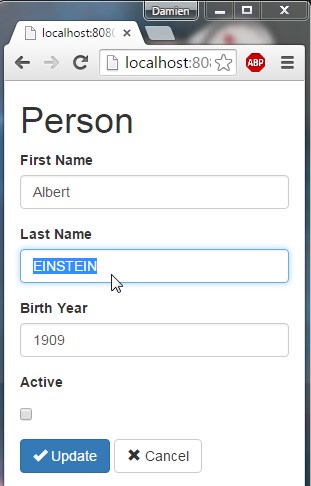 Damien
localhost:808
localhost:808
ABP
Person
First Name
Albert
Last Name
EINSTEIN
Birth Year
1909
Active
Update Cancel